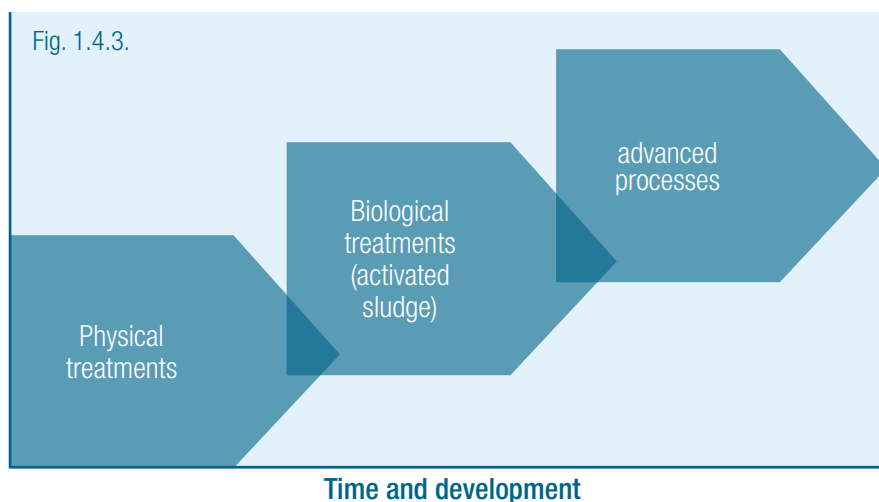 Fig. 1.4.3.
Physical
treatments
Biological
treatments
(activated
sludge)
advanced
processes
Time and development